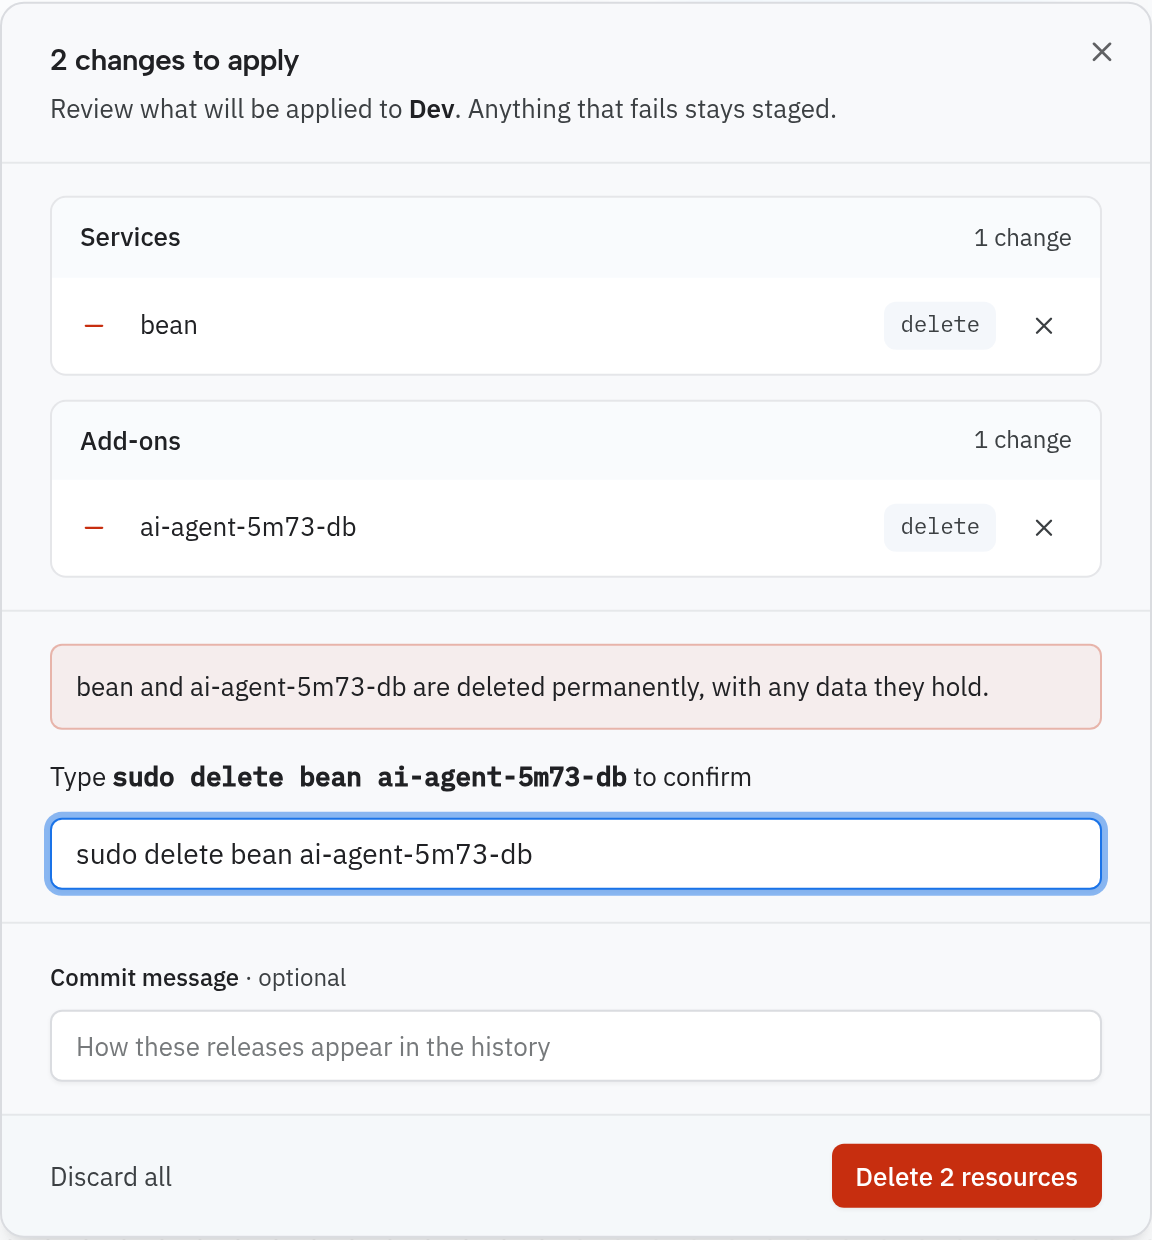 2 changes to apply
Review what will be applied to Dev. Anything that fails stays staged.
Services
1 change
bean
delete
Add-ons
1 change
ai-agent-5m73-db
delete
bean and ai-agent-5m73-db are deleted permanently, with any data they hold.
Type sudo delete bean ai-agent-5m73-db to confirm
sudo delete bean ai-agent-5m73-db
Commit message · optional
How these releases appear in the history
Discard all
Delete 2 resources